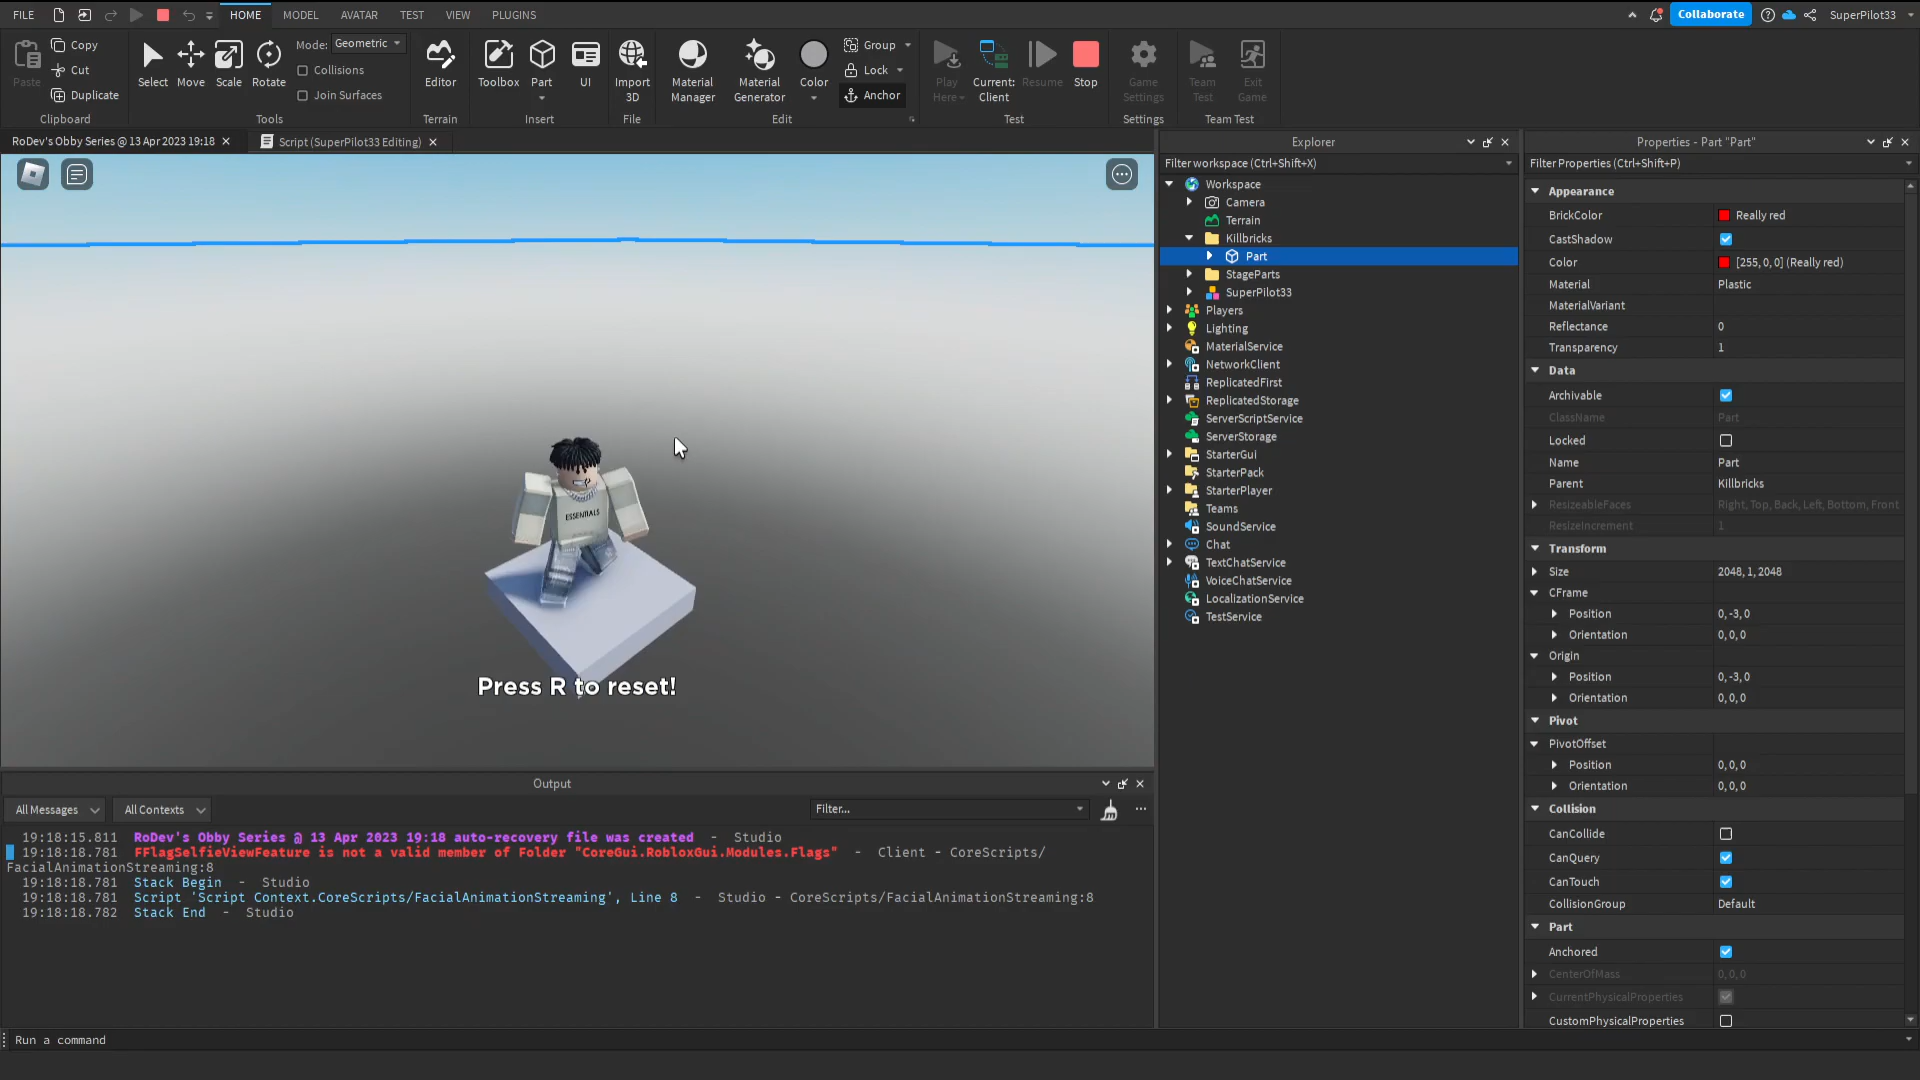 FILE
HOME
MODEL
AVATAR
TEST
VIEW
PLUGINS
Collaborate
SuperPilot33
Paste
Copy
Cut
Duplicate
Clipboard
Select
Move
Scale
Rotate
Mode: Geometric
Collisions
Join Surfaces
Tools
Editor
Terrain
Toolbox
Part
UI
Insert
Import
3D
File
Material
Manager
Material
Generator
Color
Group
Lock
Anchor
Edit
Play
Here
Current:
Client
Resume
Stop
Test
Game
Settings
Settings
Team
Test
Exit
Game
Team Test
RoDev's Obby Series @ 13 Apr 2023 19:18
Script (SuperPilot33 Editing)
ESSENTIALS
Press R to reset!
Output
All Messages
All Contexts
Filter...
19:18:15.811 RoDev's Obby Series @ 13 Apr 2023 19:18 auto-recovery file was created - Studio
19:18:18.781 FFlagSelfieViewFeature is not a valid member of Folder "CoreGui.RobloxGui.Modules.Flags" - Client - CoreScripts/
FacialAnimationStreaming:8
19:18:18.781 Stack Begin - Studio
19:18:18.781 Script 'Script Context.CoreScripts/FacialAnimationStreaming', Line 8 - Studio - CoreScripts/FacialAnimationStreaming:8
19:18:18.782 Stack End - Studio
Run a command
Explorer
Filter workspace (Ctrl+Shift+X)
Workspace
Camera
Terrain
Killbricks
Part
StageParts
SuperPilot33
Players
Lighting
MaterialService
NetworkClient
ReplicatedFirst
ReplicatedStorage
ServerScriptService
ServerStorage
StarterGui
StarterPack
StarterPlayer
Teams
SoundService
Chat
TextChatService
VoiceChatService
LocalizationService
TestService
Properties - Part "Part"
Filter Properties (Ctrl+Shift+P)
Appearance
BrickColor Really red
CastShadow
Color [255, 0, 0] (Really red)
Material Plastic
MaterialVariant
Reflectance 0
Transparency 1
Data
Archivable
ClassName Part
Locked
Name Part
Parent Killbricks
ResizeableFaces Right, Top, Back, Left, Bottom, Front
ResizeIncrement 1
Transform
Size 2048, 1, 2048
CFrame
Position 0, -3, 0
Orientation 0, 0, 0
Origin
Position 0, -3, 0
Orientation 0, 0, 0
Pivot
PivotOffset
Position 0, 0, 0
Orientation 0, 0, 0
Collision
CanCollide
CanQuery
CanTouch
CollisionGroup Default
Part
Anchored
CenterOfMass 0, 0, 0
CurrentPhysicalProperties
CustomPhysicalProperties